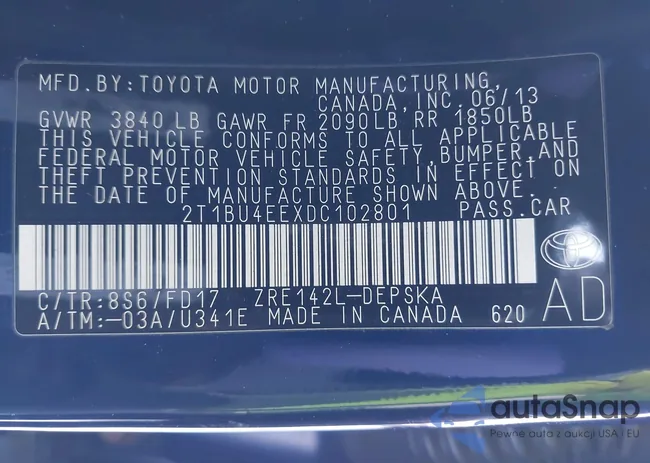 MFD.BY:TOYOTA MOTOR MANUFACTURING,
CANADA,INC. 06/13
GVWR 3840 LB GAWR FR 2090LB RR 1850LB
THIS VEHICLE CONFORMS TO ALL APPLICABLE
FEDERAL MOTOR VEHICLE SAFETY,BUMPER,AND
THEFT PREVENTION STANDARDS IN EFFECT ON
THE DATE OF MANUFACTURE SHOWN ABOVE.
2T1BU4EEXDC102801 PASS.CAR
C/TR:8S6/FD17 ZRE142L-DEPSKA AD
A/TM:-03A/U341E MADE IN CANADA 620
autaSnap
Pewne auto z aukcji USA i EU